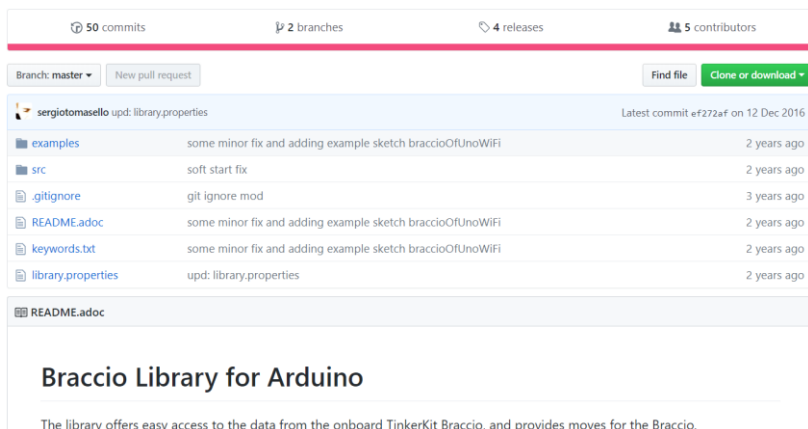 50 commits 2 branches 4 releases 5 contributors
Branch: master New pull request Find file Clone or download
sergiotomasello upd: library.properties Latest commit ef272af on 12 Dec 2016
examples some minor fix and adding example sketch braccioOfUnoWiFi 2 years ago
src soft start fix 2 years ago
.gitignore git ignore mod 3 years ago
README.adoc some minor fix and adding example sketch braccioOfUnoWiFi 2 years ago
keywords.txt some minor fix and adding example sketch braccioOfUnoWiFi 2 years ago
library.properties upd: library.properties 2 years ago
README.adoc
Braccio Library for Arduino
The library offers easy access to the data from the onboard TinkerKit Braccio, and provides moves for the Braccio.